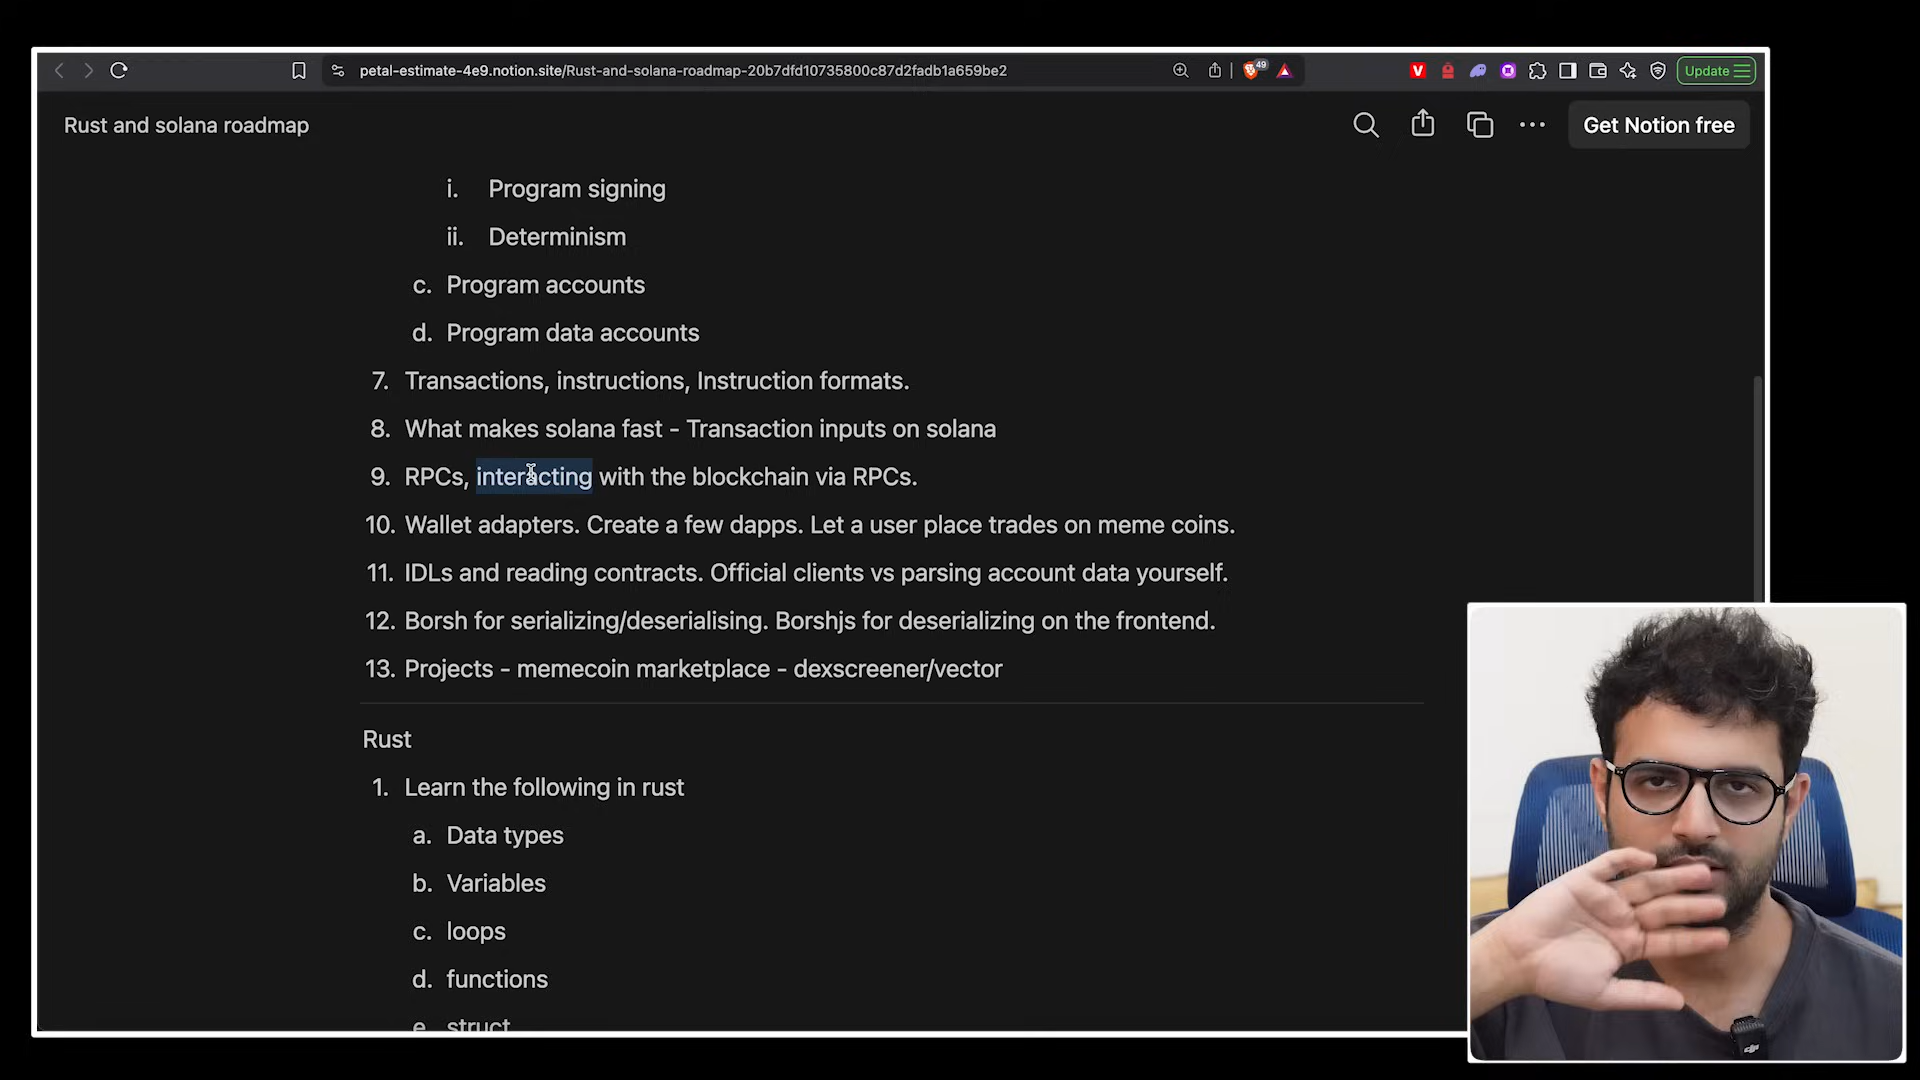 petal-estimate-4e9.notion.site/Rust-and-solana-roadmap-20b7dfd10735800c87d2fadb1a659be2
49
V
Update
Rust and solana roadmap
Get Notion free
i. Program signing
ii. Determinism
c. Program accounts
d. Program data accounts
7. Transactions, instructions, Instruction formats.
8. What makes solana fast - Transaction inputs on solana
9. RPCs, interacting with the blockchain via RPCs.
10. Wallet adapters. Create a few dapps. Let a user place trades on meme coins.
11. IDLs and reading contracts. Official clients vs parsing account data yourself.
12. Borsh for serializing/deserialising. Borshjs for deserializing on the frontend.
13. Projects - memecoin marketplace - dexscreener/vector
Rust
1. Learn the following in rust
a. Data types
b. Variables
c. loops
d. functions
e. struct